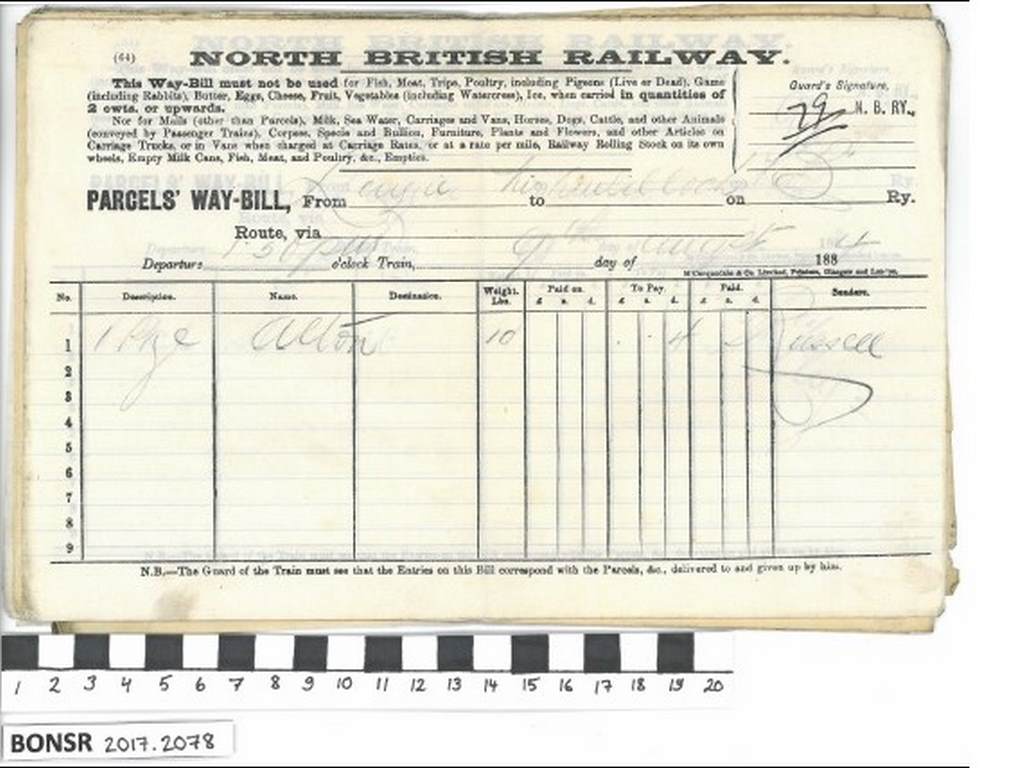 (64) NORTH BRITISH RAILWAY.
This Way-Bill must not be used for Fish, Meat, Tripe, Poultry, including Pigeons (Live or Dead), Game
(including Rabbits), Butter, Eggs, Cheese, Fruit, Vegetables (including Watercress), Ice, when carried in quantities of
2 cwts. or upwards.
Nor for Mails (other than Parcels), Milk, Sea Water, Carriages and Vans, Horses, Dogs, Cattle, and other Animals
(conveyed by Passenger Trains), Corpses, Specie and Bullion, Furniture, Plants and Flowers, and other Articles on
Carriage Trucks, or in Vans when charged at Carriage Rates, or at a rate per mile, Railway Rolling Stock on its own
wheels, Empty Milk Cans, Fish, Meat, and Poultry, &c., Empties.
Guard's Signature,
79 N. B. RY.,
PARCELS' WAY-BILL, From to on Ry.
Route, via
Departure 1 30 pm o'clock Train, 9th day of augst 1884
M'Corquodale & Co. Limited, Printers, Glasgow and London.
No. Description. Name. Destination. Weight. Lbs. Paid on. £ s. d. To Pay. £ s. d. Paid. £ s. d. Senders.
1 1 Pkge Alton 10 4 Russell
2
3
4
5
6
7
8
9
N.B.—The Guard of the Train must see that the Entries on this Bill correspond with the Parcels, &c., delivered to and given up by him.
1 2 3 4 5 6 7 8 9 10 11 12 13 14 15 16 17 18 19 20
BONSR 2017.2078